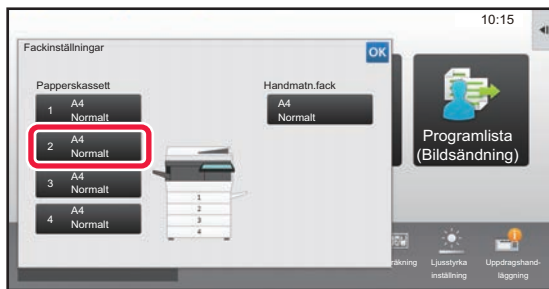 10:15
Fackinställningar
OK
Papperskassett
Handmatn.fack
1 A4
Normalt
A4
Normalt
2 A4
Normalt
3 A4
Normalt
4 A4
Normalt
1
2
3
4
Programlista
(Bildsändning)
Ljusstyrka
inställning
Uppdragshand-
läggning